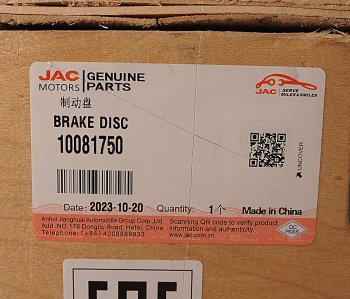 JAC MOTORS GENUINE PARTS
JAC SERVE MILES & SMILES
制动盘
BRAKE DISC
10081750
UNCOVER
Date: 2023-10-20 Quantity: 1个 Made in China
Anhui Jianghuai Automobile Group Corp., Ltd.
Add.NO.176 Dongliu Road, Hefei, China
Telephone:(+86)4008889933
Scanning QR code to verify product
information and authenticity.
www.jac.com.cn
QC
PASS